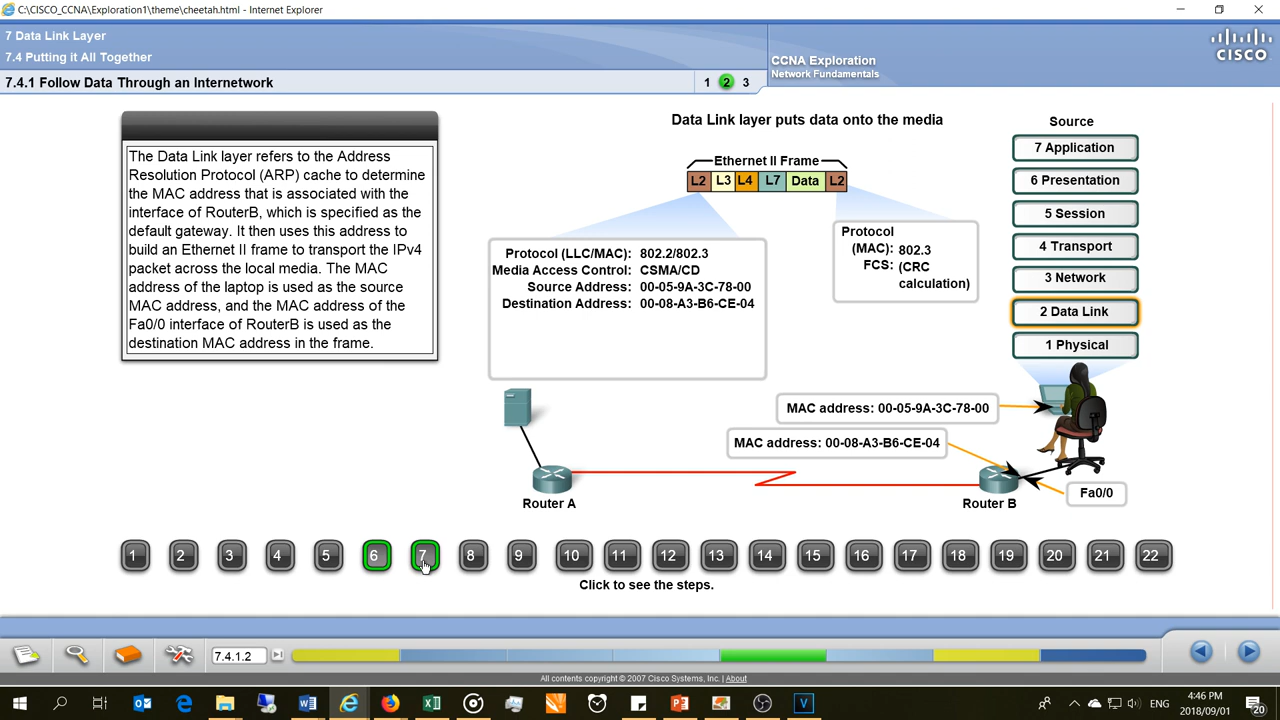 C:\CISCO_CCNA\Exploration1\theme\cheetah.html - Internet Explorer
7 Data Link Layer
7.4 Putting it All Together
7.4.1 Follow Data Through an Internetwork
1 2 3
CCNA Exploration
Network Fundamentals
CISCO
The Data Link layer refers to the Address
Resolution Protocol (ARP) cache to determine
the MAC address that is associated with the
interface of RouterB, which is specified as the
default gateway. It then uses this address to
build an Ethernet II frame to transport the IPv4
packet across the local media. The MAC
address of the laptop is used as the source
MAC address, and the MAC address of the
Fa0/0 interface of RouterB is used as the
destination MAC address in the frame.
Data Link layer puts data onto the media
Ethernet II Frame
L2 L3 L4 L7 Data L2
Protocol (LLC/MAC): 802.2/802.3
Media Access Control: CSMA/CD
Source Address: 00-05-9A-3C-78-00
Destination Address: 00-08-A3-B6-CE-04
Protocol
(MAC): 802.3
FCS: (CRC
calculation)
Source
7 Application
6 Presentation
5 Session
4 Transport
3 Network
2 Data Link
1 Physical
MAC address: 00-05-9A-3C-78-00
MAC address: 00-08-A3-B6-CE-04
Fa0/0
Router A
Router B
1 2 3 4 5 6 7 8 9 10 11 12 13 14 15 16 17 18 19 20 21 22
Click to see the steps.
7.4.1.2
All contents copyright © 2007 Cisco Systems, Inc. | About
ENG
4:46 PM
2018/09/01
20